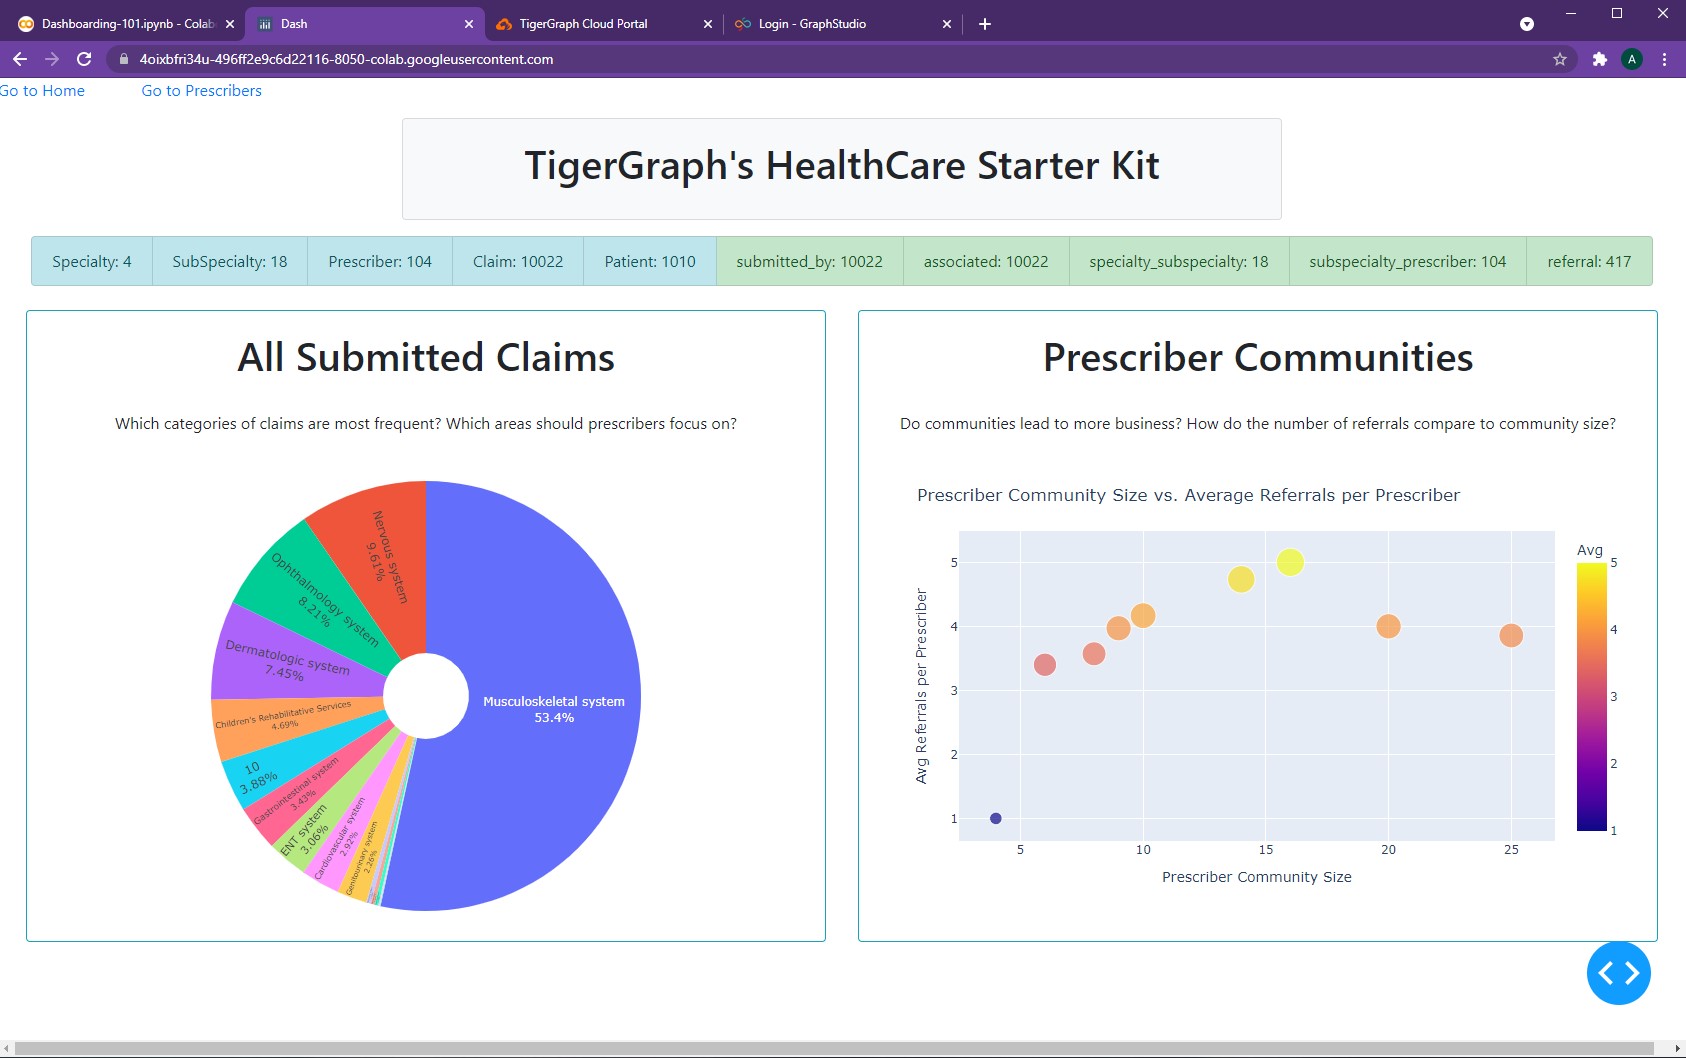 Dashboarding-101.ipynb - Colab
Dash
TigerGraph Cloud Portal
Login - GraphStudio
4oixbfri34u-496ff2e9c6d22116-8050-colab.googleusercontent.com
A
Go to Home
Go to Prescribers
TigerGraph's HealthCare Starter Kit
Specialty: 4
SubSpecialty: 18
Prescriber: 104
Claim: 10022
Patient: 1010
submitted_by: 10022
associated: 10022
specialty_subspecialty: 18
subspecialty_prescriber: 104
referral: 417
All Submitted Claims
Which categories of claims are most frequent? Which areas should prescribers focus on?
Nervous system
9.61%
Ophthalmology system
8.21%
Dermatologic system
7.45%
Children's Rehabilitative Services
4.69%
10
3.88%
Gastrointestinal system
3.43%
ENT system
3.06%
Cardiovascular system
2.92%
Genitourinary system
2.26%
Musculoskeletal system
53.4%
Prescriber Communities
Do communities lead to more business? How do the number of referrals compare to community size?
Prescriber Community Size vs. Average Referrals per Prescriber
Avg Referrals per Prescriber
5
4
3
2
1
5
10
15
20
25
Prescriber Community Size
Avg
5
4
3
2
1